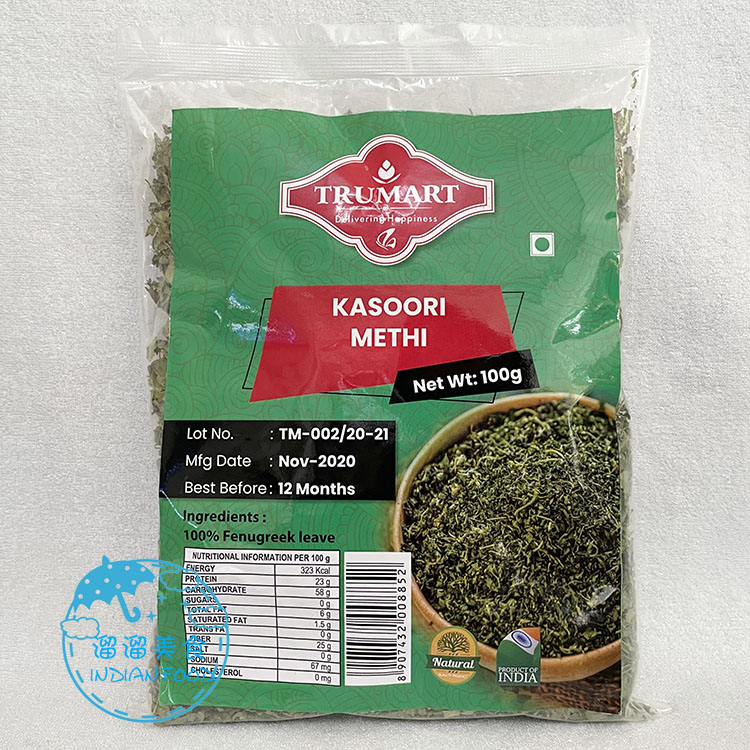 TRUMART
Delivering Happiness
KASOORI
METHI
Net Wt: 100g
Lot No. : TM-002/20-21
Mfg Date : Nov-2020
Best Before : 12 Months
Ingredients :
100% Fenugreek leave
NUTRITIONAL INFORMATION PER 100 g
ENERGY 323 Kcal
PROTEIN 23 g
CARBOHYDRATE 58 g
SUGARS 0 g
TOTAL FAT 6 g
SATURATED FAT 1.5 g
TRANS FA 0 g
FIBER 25 g
SALT 0 g
SODIUM 67 mg
CHOLESTEROL 0 mg
8907432008852
Natural
PRODUCT OF
INDIA
溜溜美食
INDIAN FOODS